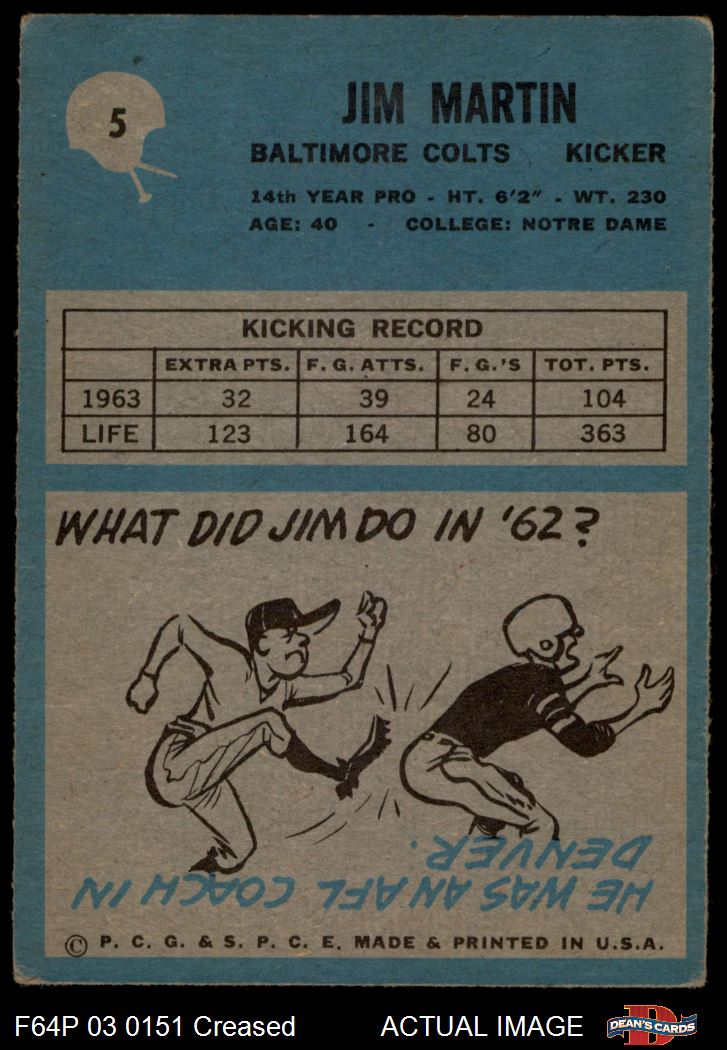 5
JIM MARTIN
BALTIMORE COLTS KICKER
14th YEAR PRO - HT. 6'2" - WT. 230
AGE: 40 - COLLEGE: NOTRE DAME
KICKING RECORD
EXTRA PTS. F. G. ATTS. F. G.'S TOT. PTS.
1963 32 39 24 104
LIFE 123 164 80 363
WHAT DID JIM DO IN '62?
HE WAS AN AFL COACH IN
DENVER.
© P. C. G. & S. P. C. E. MADE & PRINTED IN U.S.A.
F64P 03 0151 Creased ACTUAL IMAGE
D
DEAN'S CARDS